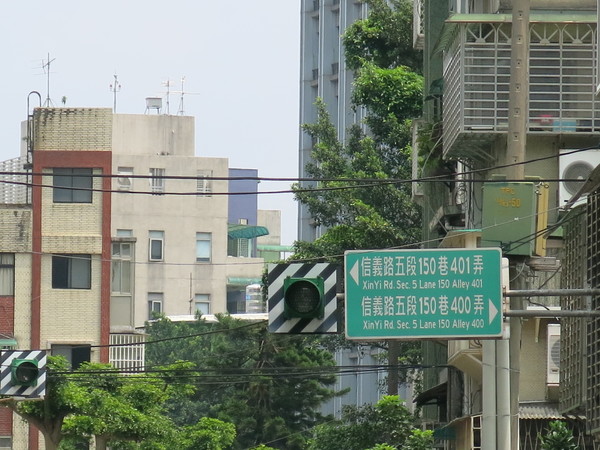 信義路五段150巷401弄
XinYi Rd. Sec. 5 Lane 150 Alley 401
信義路五段150巷400弄
XinYi Rd. Sec. 5 Lane 150 Alley 400